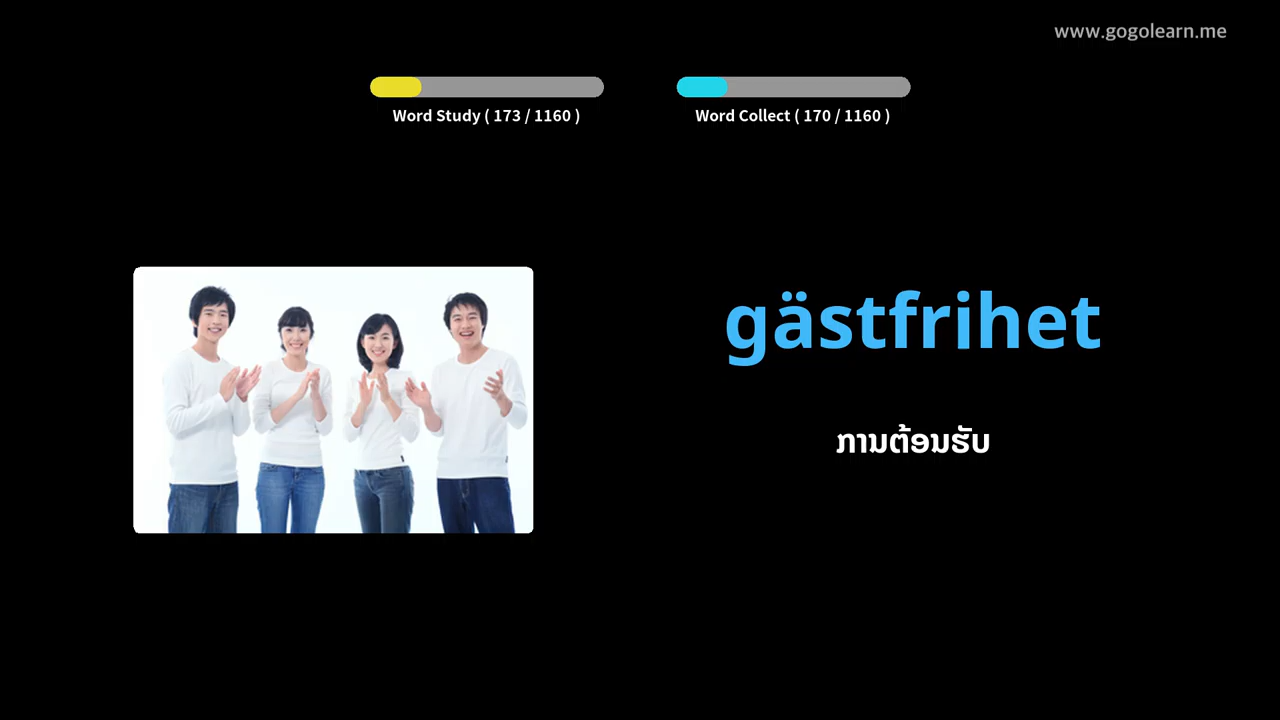 www.gogolearn.me
Word Study ( 173 / 1160 )
Word Collect ( 170 / 1160 )
gästfrihet
ການຕ້ອນຮັບ